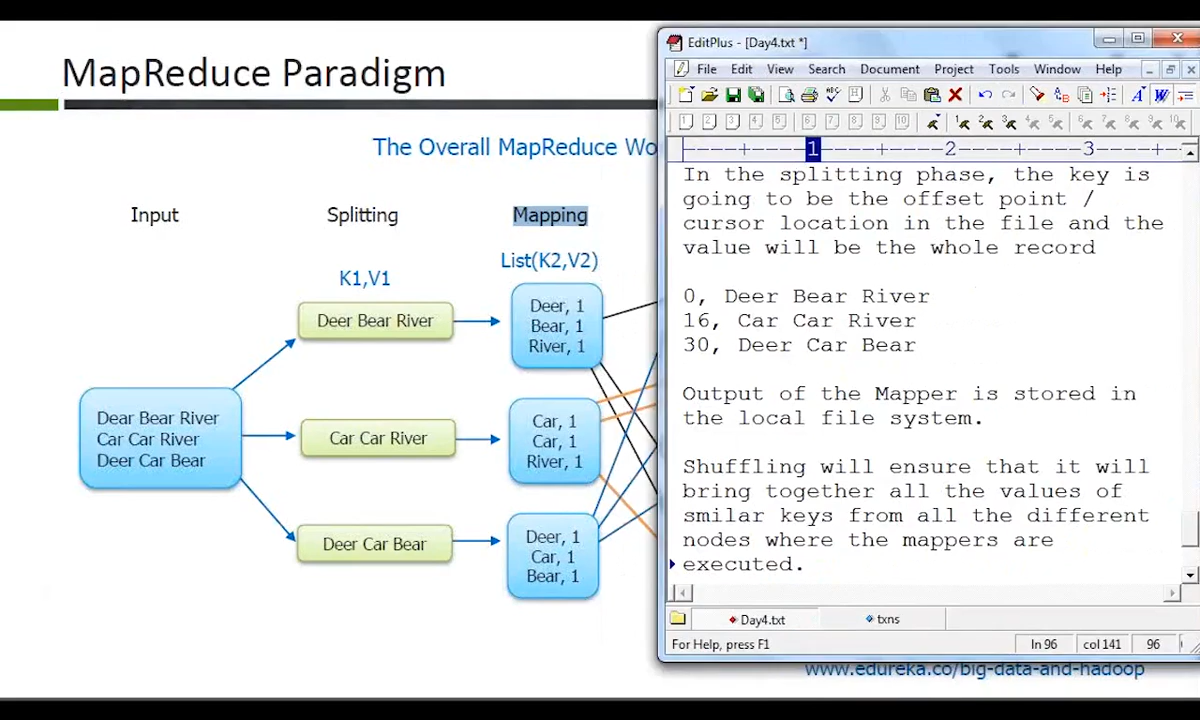 MapReduce Paradigm
The Overall MapReduce Wo
Input
Splitting
Mapping
K1,V1
List(K2,V2)
Dear Bear River
Car Car River
Deer Car Bear
Deer Bear River
Car Car River
Deer Car Bear
Deer, 1
Bear, 1
River, 1
Car, 1
Car, 1
River, 1
Deer, 1
Car, 1
Bear, 1
EditPlus - [Day4.txt *]
File Edit View Search Document Project Tools Window Help
1 2 3
In the splitting phase, the key is
going to be the offset point /
cursor location in the file and the
value will be the whole record
0, Deer Bear River
16, Car Car River
30, Deer Car Bear
Output of the Mapper is stored in
the local file system.
Shuffling will ensure that it will
bring together all the values of
smilar keys from all the different
nodes where the mappers are
executed.
Day4.txt txns
For Help, press F1 ln 96 col 141 96
www.edureka.co/big-data-and-hadoop